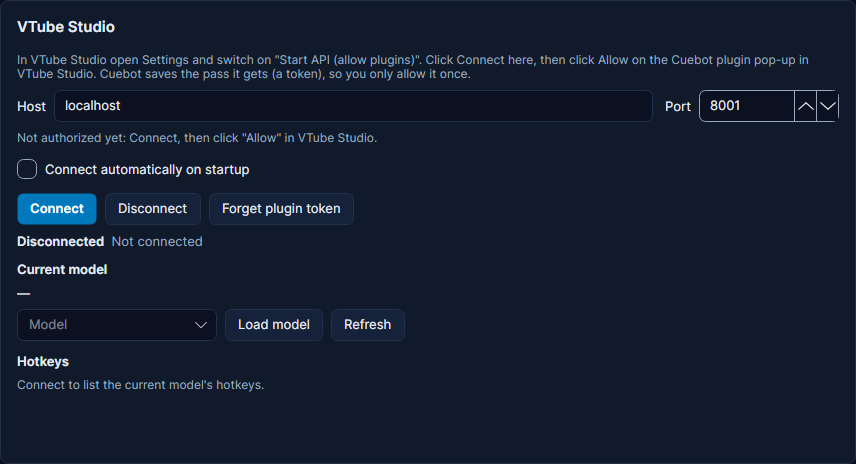 VTube Studio
In VTube Studio open Settings and switch on "Start API (allow plugins)". Click Connect here, then click Allow on the Cuebot plugin pop-up in
VTube Studio. Cuebot saves the pass it gets (a token), so you only allow it once.
Host localhost Port 8001
Not authorized yet: Connect, then click "Allow" in VTube Studio.
Connect automatically on startup
Connect Disconnect Forget plugin token
Disconnected Not connected
Current model
—
Model Load model Refresh
Hotkeys
Connect to list the current model's hotkeys.